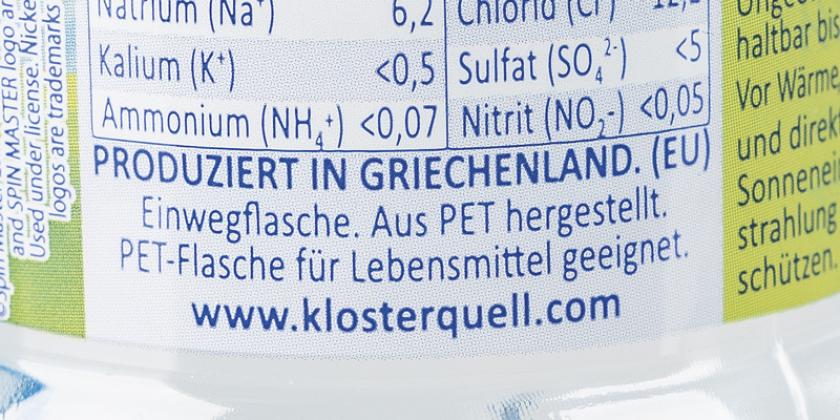 and SPIN MASTER logo
Used under license.
logos are trademarks
Natrium (Na⁺) 6,2 Chlorid (Cl⁻)
Kalium (K⁺) <0,5 Sulfat (SO₄²⁻) <5
Ammonium (NH₄⁺) <0,07 Nitrit (NO₂-) <0,05
PRODUZIERT IN GRIECHENLAND. (EU)
Einwegflasche. Aus PET hergestellt.
PET-Flasche für Lebensmittel geeignet.
www.klosterquell.com
haltbar bis
Vor Wärme
und direk
Sonnenei
strahlung
schützen.